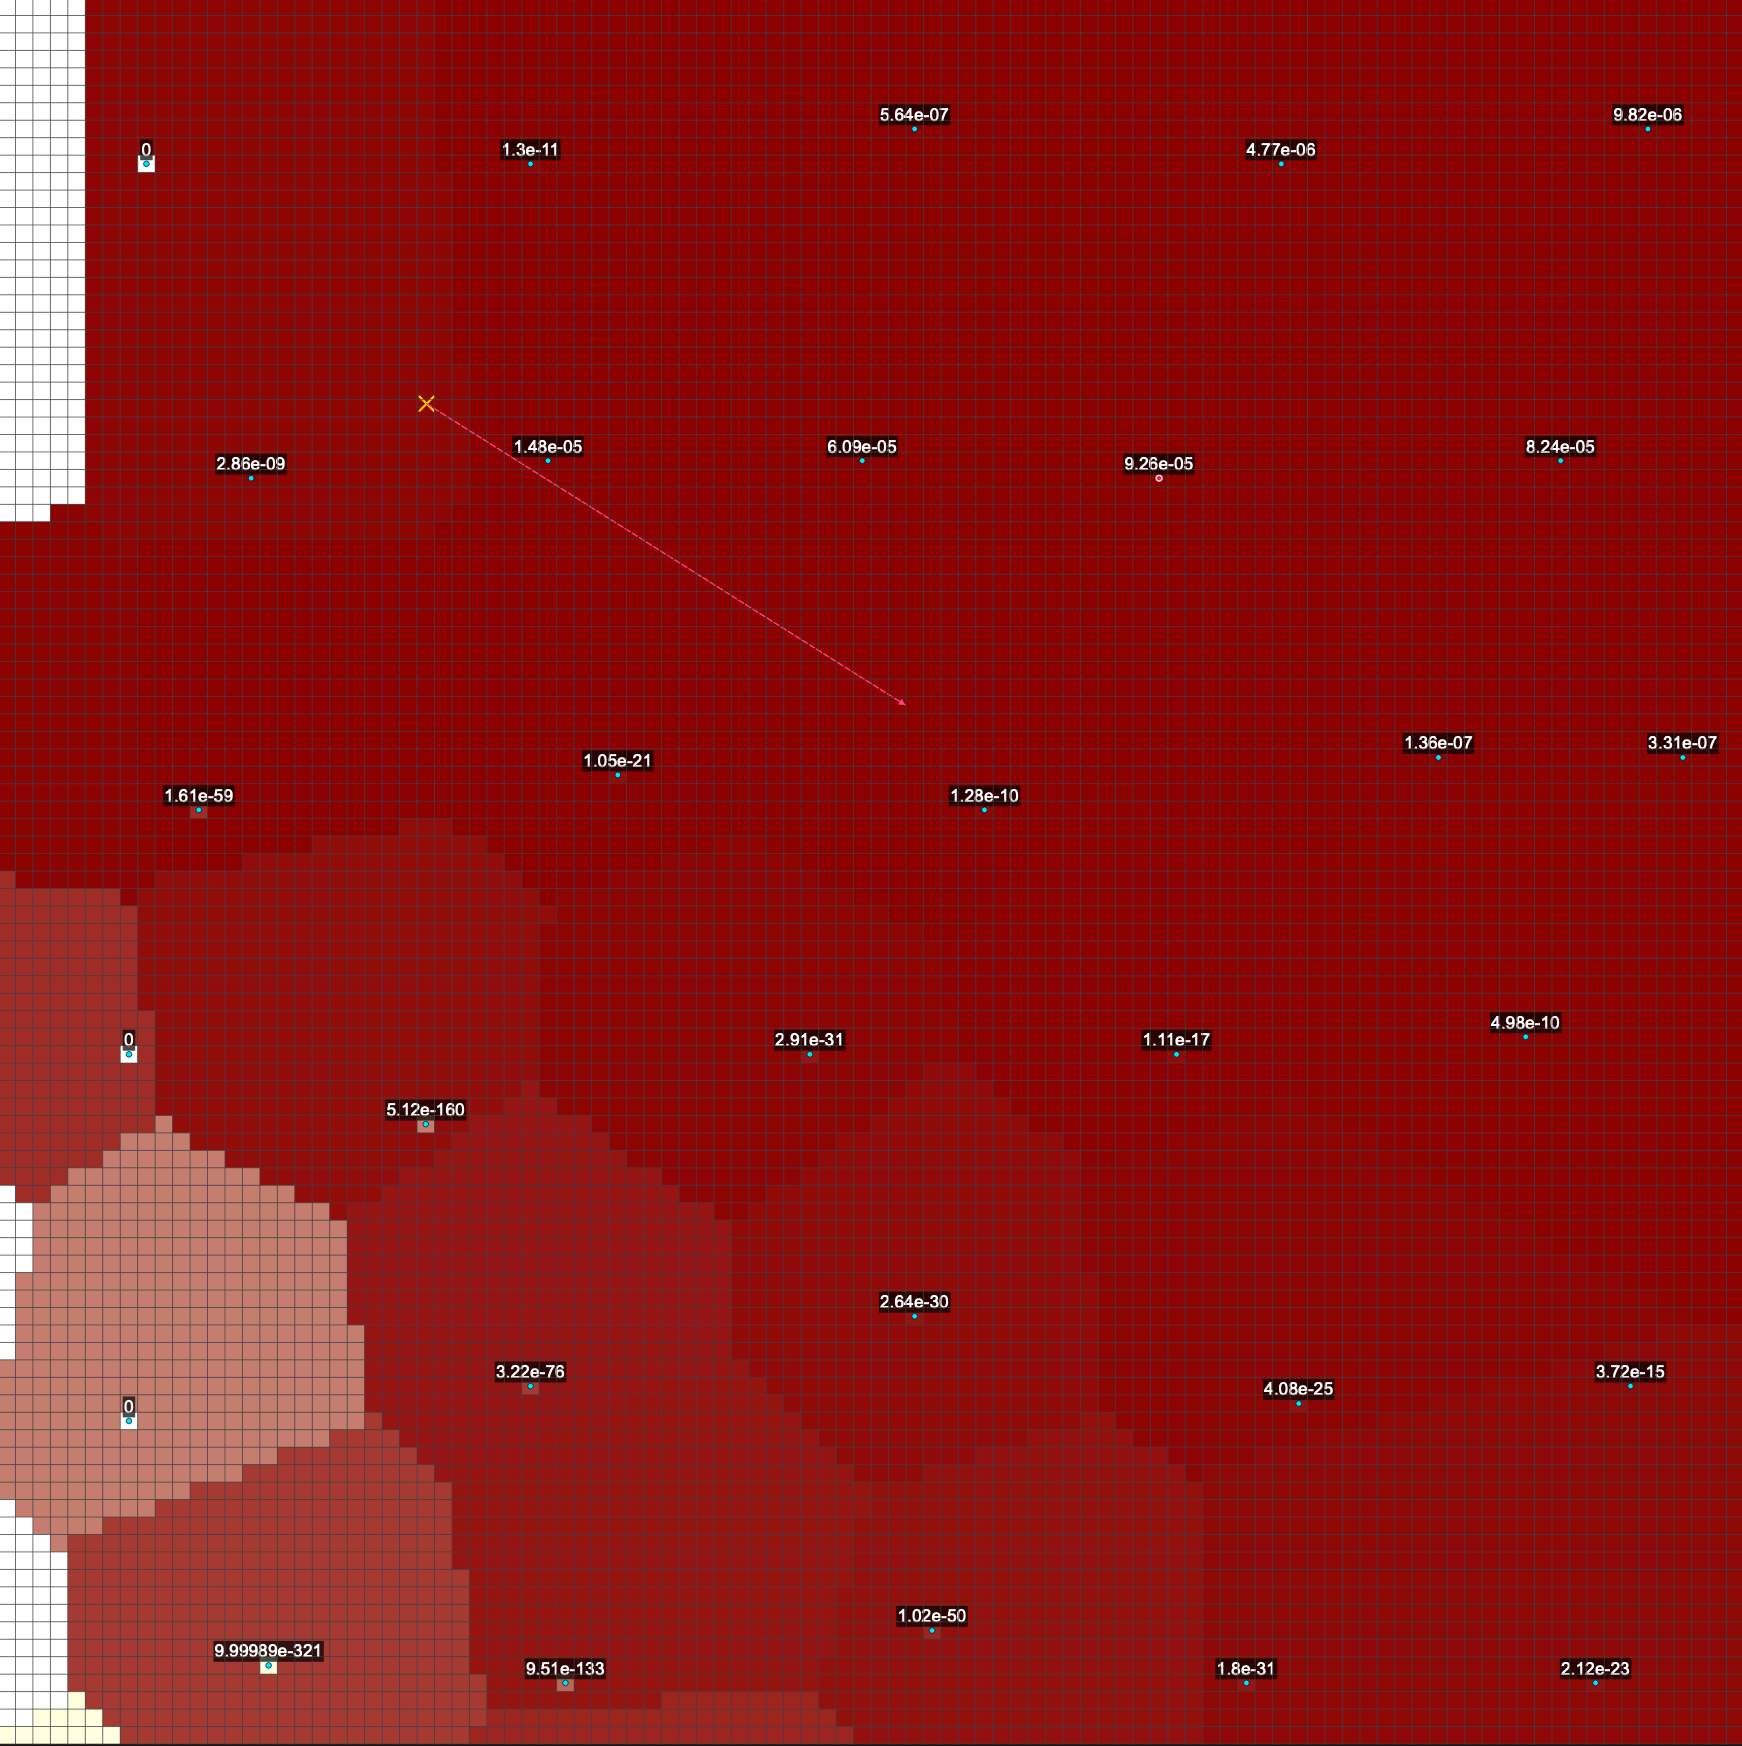 5.64e-07
9.82e-06
0
1.3e-11
4.77e-06
1.48e-05
6.09e-05
8.24e-05
2.86e-09
9.26e-05
1.36e-07
3.31e-07
1.05e-21
1.61e-59
1.28e-10
4.98e-10
0
2.91e-31
1.11e-17
5.12e-160
2.64e-30
3.22e-76
3.72e-15
4.08e-25
0
1.02e-50
9.99989e-321
9.51e-133
1.8e-31
2.12e-23